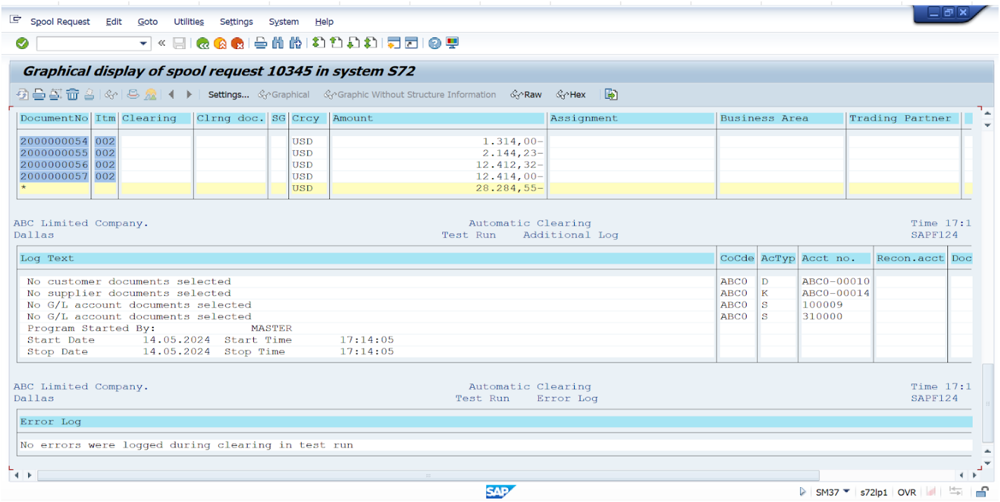 Spool Request Edit Goto Utilities Settings System Help
Graphical display of spool request 10345 in system S72
Settings... Graphical Graphic Without Structure Information Raw Hex
DocumentNo Itm Clearing Clrng doc. SG Crcy Amount Assignment Business Area Trading Partner
2000000054 002 USD 1.314,00-
2000000055 002 USD 2.144,23-
2000000056 002 USD 12.412,32-
2000000057 002 USD 12.414,00-
* USD 28.284,55-
ABC Limited Company. Automatic Clearing Time 17:1
Dallas Test Run Additional Log SAPF124
Log Text CoCde AcTyp Acct no. Recon.acct Doc
No customer documents selected ABC0 D ABC0-00010
No supplier documents selected ABC0 K ABC0-00014
No G/L account documents selected ABC0 S 100009
No G/L account documents selected ABC0 S 310000
Program Started By: MASTER
Start Date 14.05.2024 Start Time 17:14:05
Stop Date 14.05.2024 Stop Time 17:14:05
ABC Limited Company. Automatic Clearing Time 17:1
Dallas Test Run Error Log SAPF124
Error Log
No errors were logged during clearing in test run
SAP SM37 s72lp1 OVR